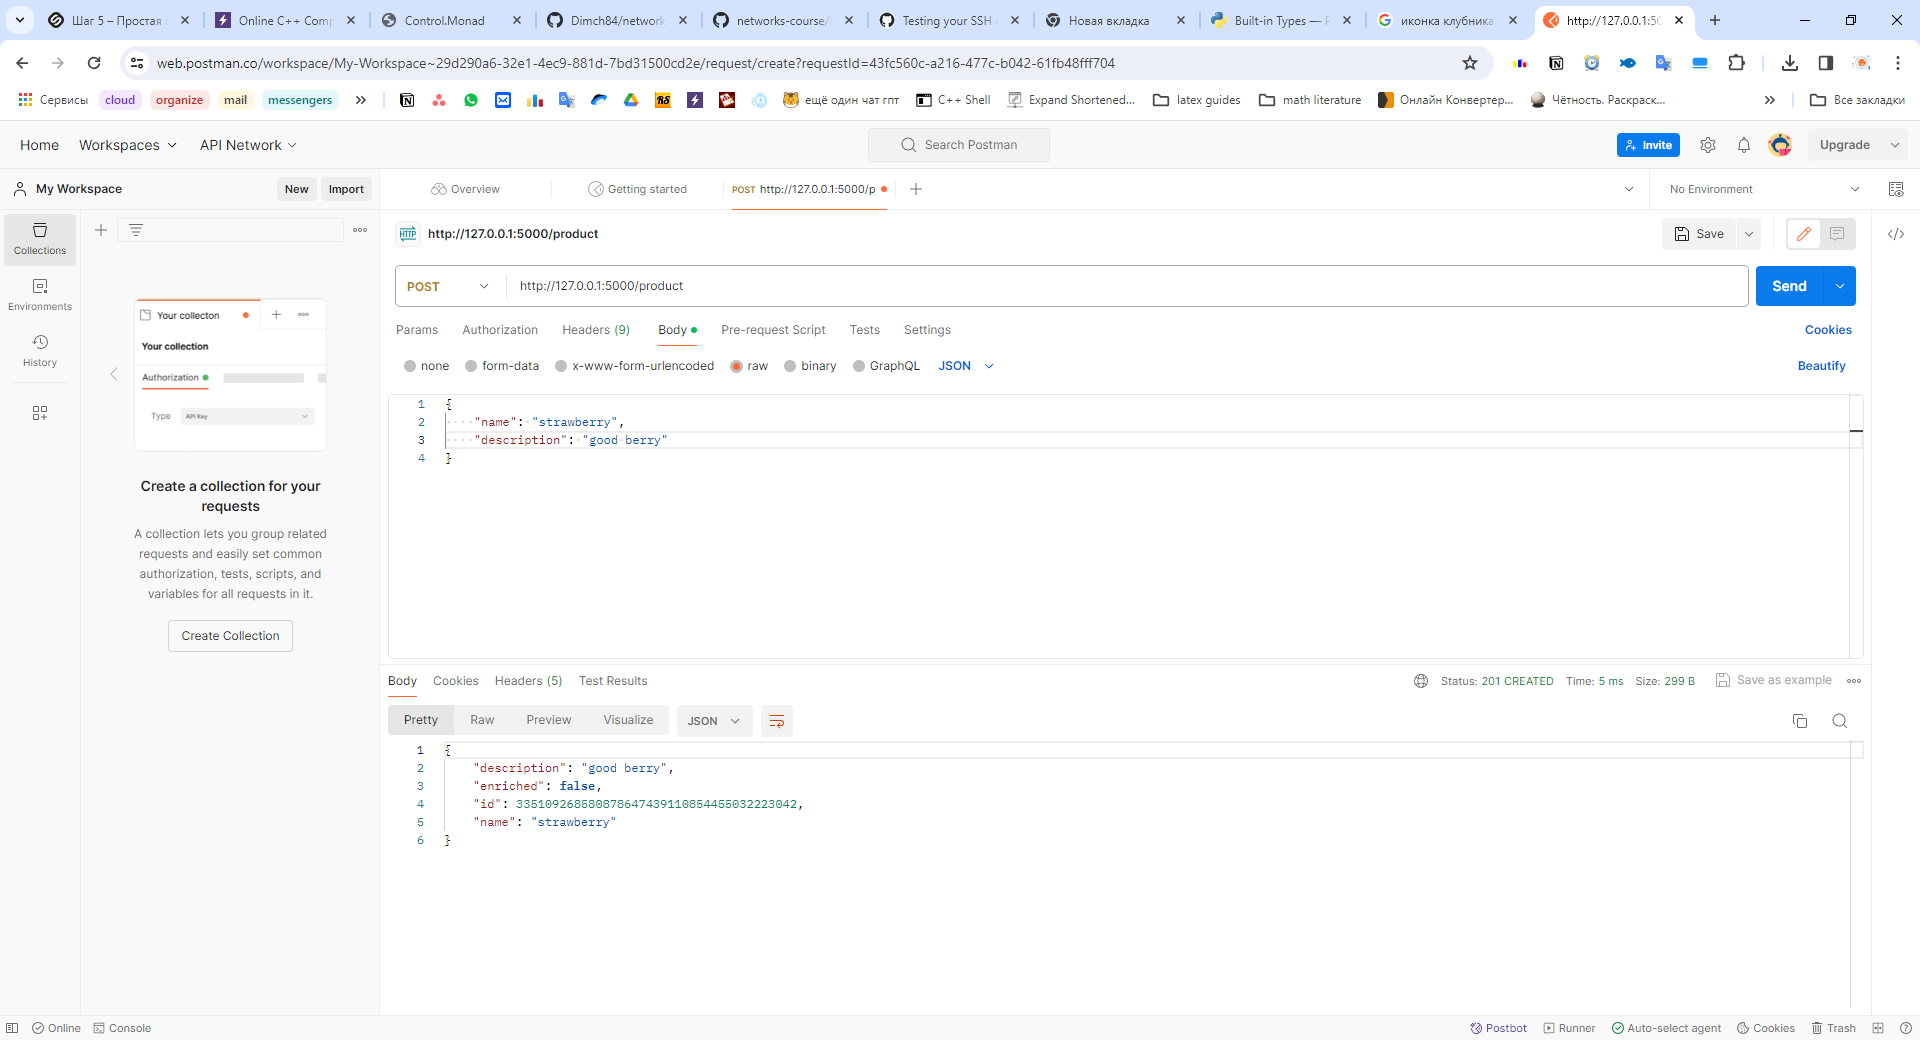 Шаг 5 – Простая
Online C++ Comp
Control.Monad
Dimch84/network
networks-course/
Testing your SSH
Новая вкладка
Built-in Types —
иконка клубника
http://127.0.0.1:50
web.postman.co/workspace/My-Workspace~29d290a6-32e1-4ec9-881d-7bd31500cd2e/request/create?requestId=43fc560c-a216-477c-b042-61fb48fff704
Сервисы cloud organize mail messengers ещё один чат гпт C++ Shell Expand Shortened... latex guides math literature Онлайн Конвертер... Чётность. Раскраск... Все закладки
Home Workspaces API Network Search Postman Invite Upgrade
My Workspace New Import Overview Getting started POST http://127.0.0.1:5000/p No Environment
Collections
Environments
History
Your collecton
Your collection
Authorization
Type API Key
Create a collection for your
requests
A collection lets you group related
requests and easily set common
authorization, tests, scripts, and
variables for all requests in it.
Create Collection
HTTP http://127.0.0.1:5000/product Save
POST http://127.0.0.1:5000/product Send
Params Authorization Headers (9) Body Pre-request Script Tests Settings Cookies
none form-data x-www-form-urlencoded raw binary GraphQL JSON Beautify
1 {
2 "name": "strawberry",
3 "description": "good berry"
4 }
Body Cookies Headers (5) Test Results Status: 201 CREATED Time: 5 ms Size: 299 B Save as example
Pretty Raw Preview Visualize JSON
1 {
2 "description": "good berry",
3 "enriched": false,
4 "id": 335109268580878647439110854455032223042,
5 "name": "strawberry"
6 }
Online Console Postbot Runner Auto-select agent Cookies Trash